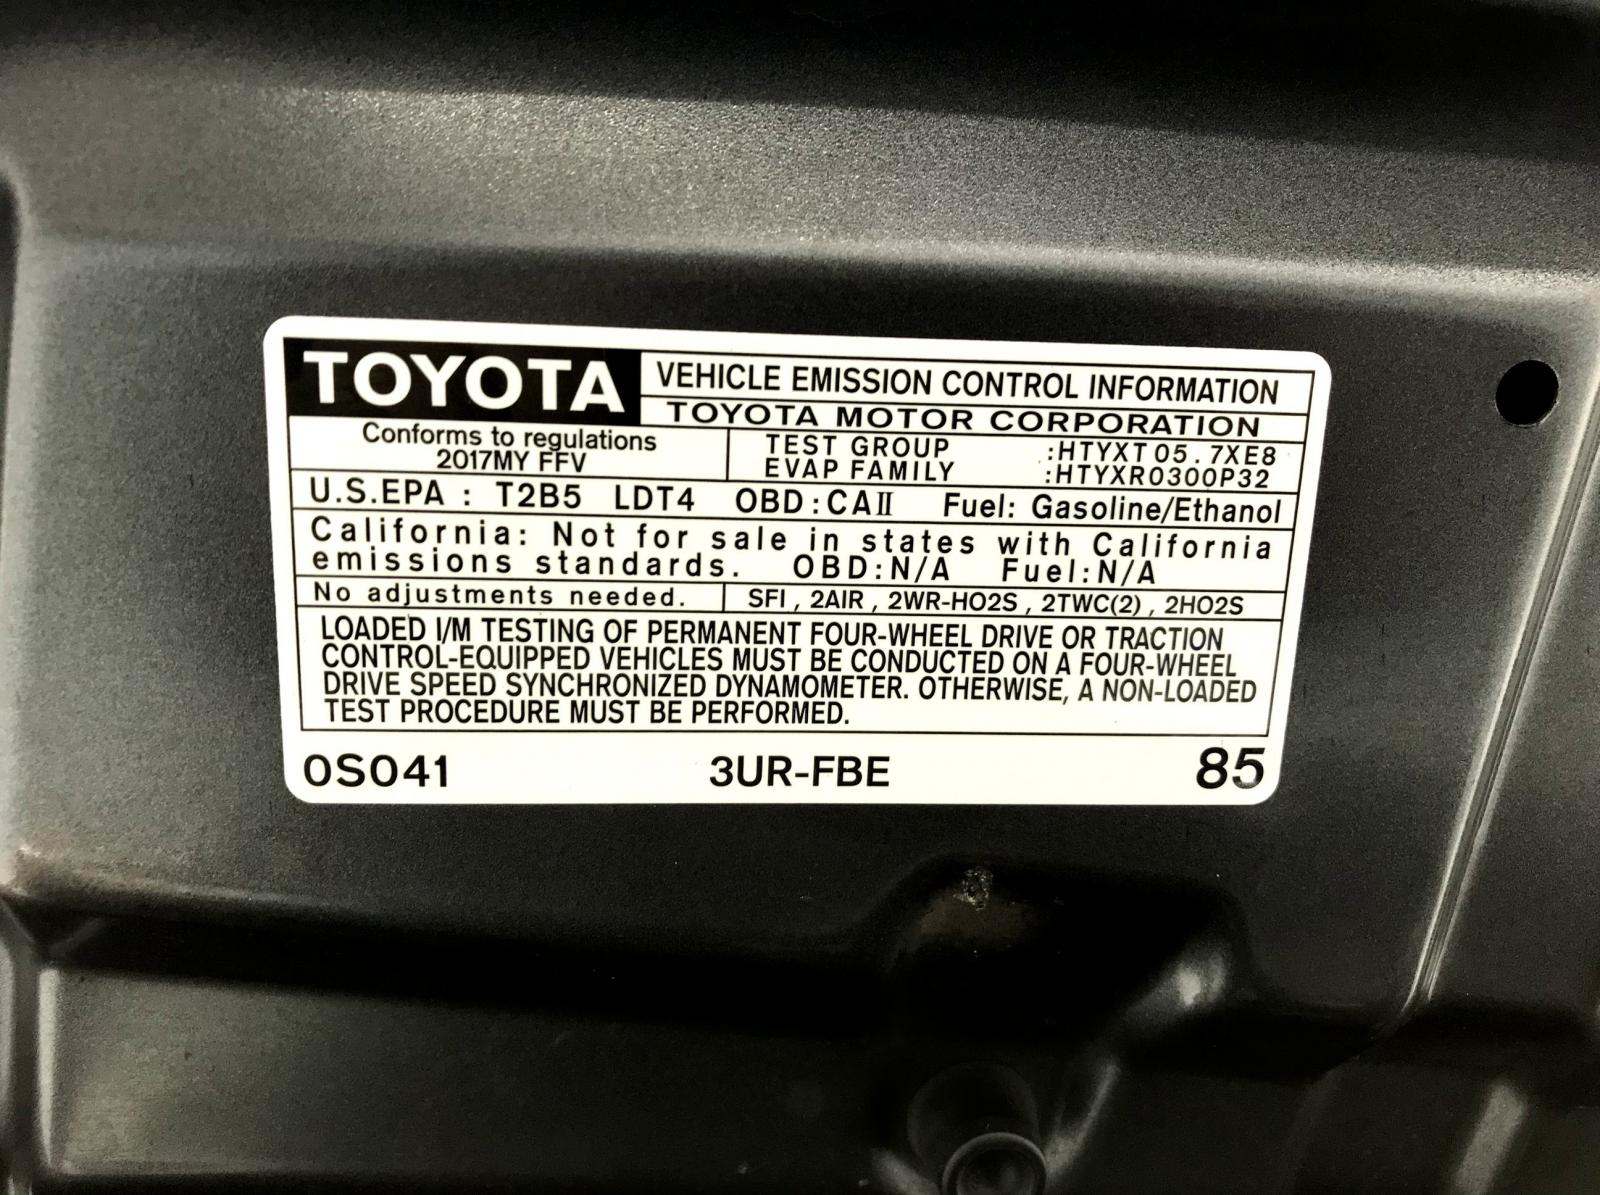 TOYOTA
VEHICLE EMISSION CONTROL INFORMATION
TOYOTA MOTOR CORPORATION
Conforms to regulations
2017MY FFV
TEST GROUP :HTYXT05.7XE8
EVAP FAMILY :HTYXR0300P32
U.S.EPA : T2B5 LDT4 OBD:CAⅡ Fuel: Gasoline/Ethanol
California: Not for sale in states with California
emissions standards. OBD:N/A Fuel:N/A
No adjustments needed. SFI, 2AIR, 2WR-HO2S, 2TWC(2), 2HO2S
LOADED I/M TESTING OF PERMANENT FOUR-WHEEL DRIVE OR TRACTION
CONTROL-EQUIPPED VEHICLES MUST BE CONDUCTED ON A FOUR-WHEEL
DRIVE SPEED SYNCHRONIZED DYNAMOMETER. OTHERWISE, A NON-LOADED
TEST PROCEDURE MUST BE PERFORMED.
0S041 3UR-FBE 85